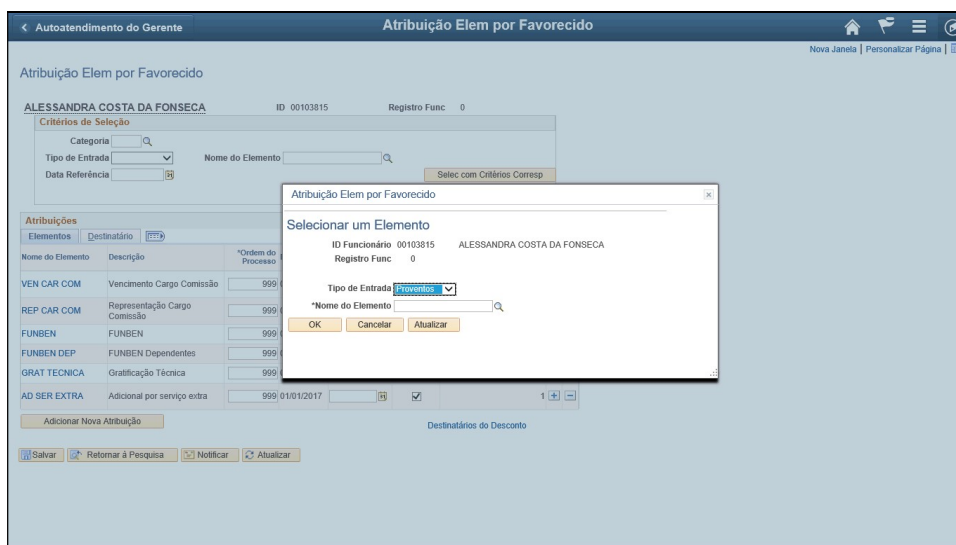 Autoatendimento do Gerente
Atribuição Elem por Favorecido
Nova Janela | Personalizar Página |
Atribuição Elem por Favorecido
ALESSANDRA COSTA DA FONSECA ID 00103815 Registro Func 0
Critérios de Seleção
Categoria
Tipo de Entrada Nome do Elemento
Data Referência Selec com Critérios Corresp
Atribuição Elem por Favorecido
Selecionar um Elemento
ID Funcionário 00103815 ALESSANDRA COSTA DA FONSECA
Registro Func 0
Tipo de Entrada Proventos
*Nome do Elemento
OK Cancelar Atualizar
Atribuições
Elementos Destinatário
Nome do Elemento Descrição *Ordem do Processo
VEN CAR COM Vencimento Cargo Comissão 999
REP CAR COM Representação Cargo Comissão 999
FUNBEN FUNBEN 999
FUNBEN DEP FUNBEN Dependentes 999
GRAT TECNICA Gratificação Técnica 999
AD SER EXTRA Adicional por serviço extra 999 01/01/2017 1
Adicionar Nova Atribuição Destinatários do Desconto
Salvar Retornar à Pesquisa Notificar Atualizar